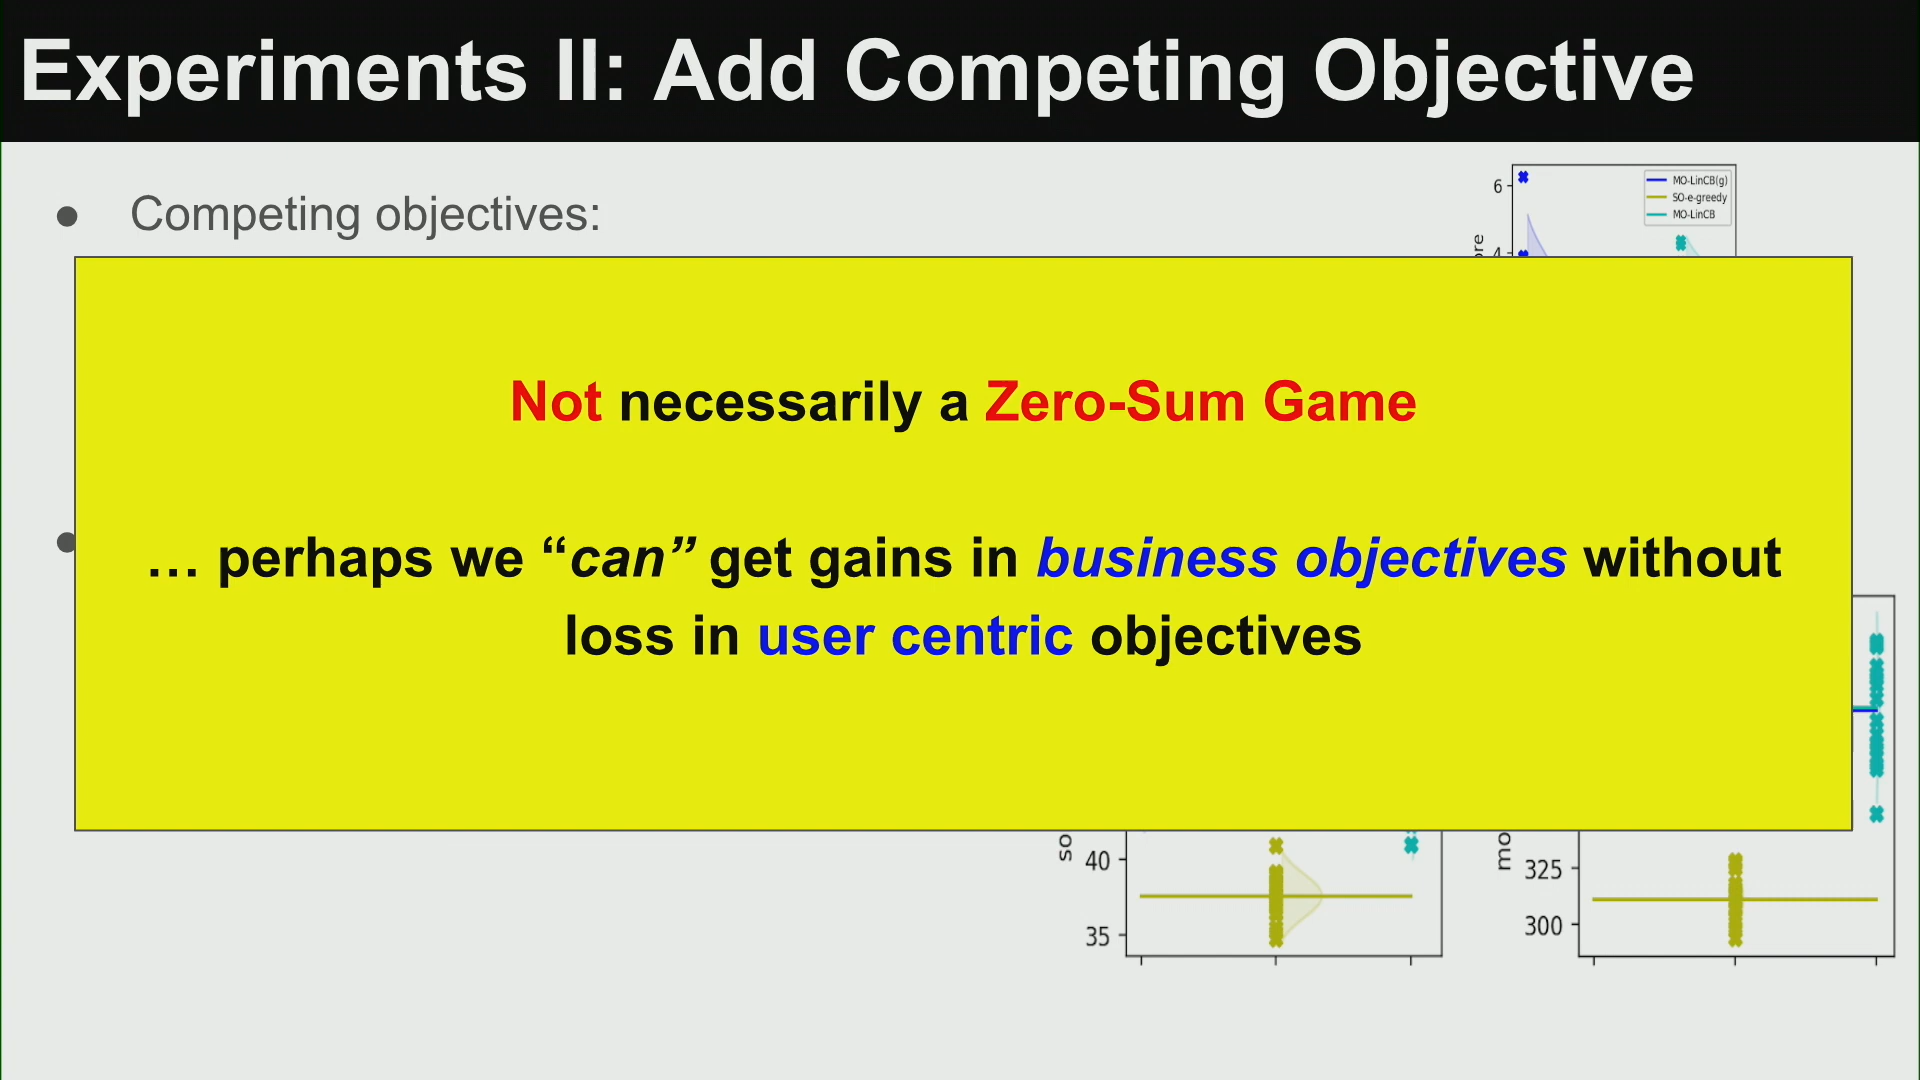 Experiments II: Add Competing Objective
● Competing objectives:
6
4
MO-LinCB(g)
SO-e-greedy
MO-LinCB
Not necessarily a Zero-Sum Game
… perhaps we “can” get gains in business objectives without
loss in user centric objectives
40
35
325
300